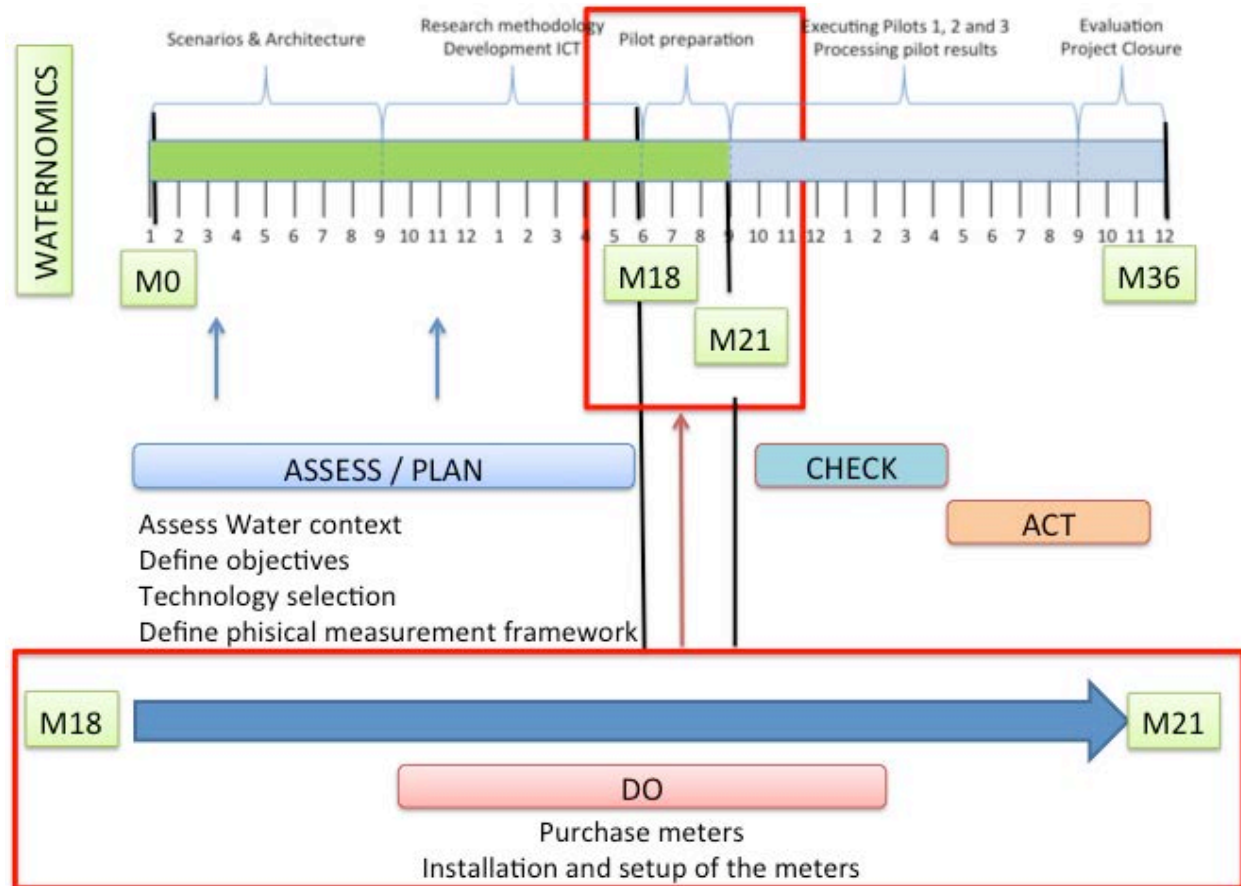 Scenarios & Architecture
Research methodology
Development ICT
Pilot preparation
Executing Pilots 1, 2 and 3
Processing pilot results
Evaluation
Project Closure
WATERNOMICS
1 2 3 4 5 6 7 8 9 10 11 12 1 2 3 4 5 6 7 8 9 10 11 12 1 2 3 4 5 6 7 8 9 10 11 12
M0
M18
M21
M36
ASSESS / PLAN
CHECK
ACT
Assess Water context
Define objectives
Technology selection
Define phisical measurement framework
M18
M21
DO
Purchase meters
Installation and setup of the meters